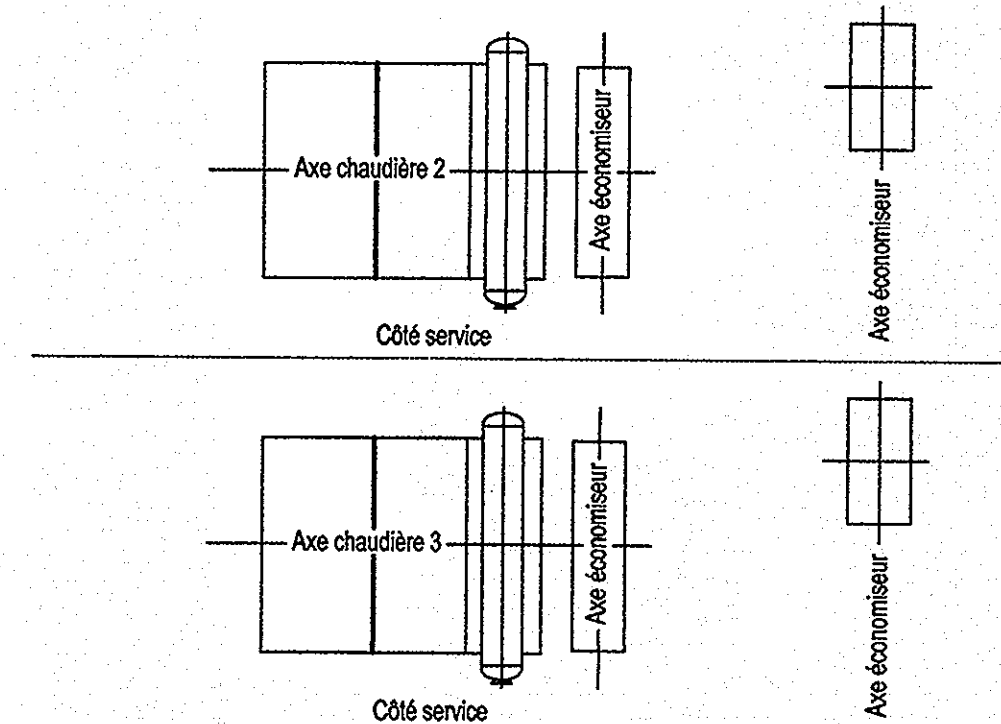 Axe chaudière 2
Axe économiseur
Axe économiseur
Côté service
Axe chaudière 3
Axe économiseur
Axe économiseur
Côté service